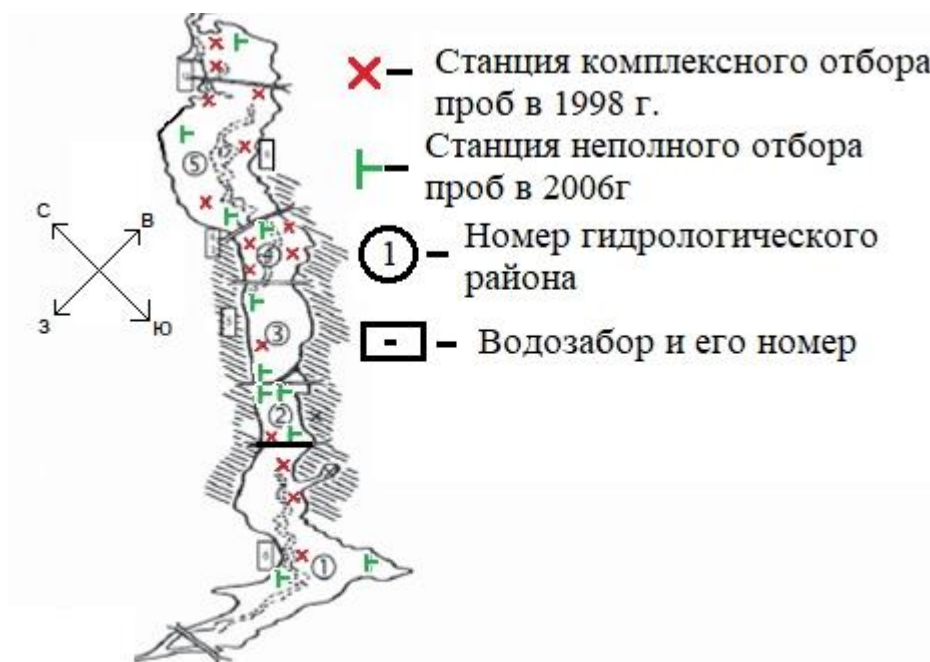 Станция комплексного отбора
проб в 1998 г.
Станция неполного отбора
проб в 2006г
1 – Номер гидрологического
района
Водозабор и его номер
С
В
З
Ю
5
4
3
2
1